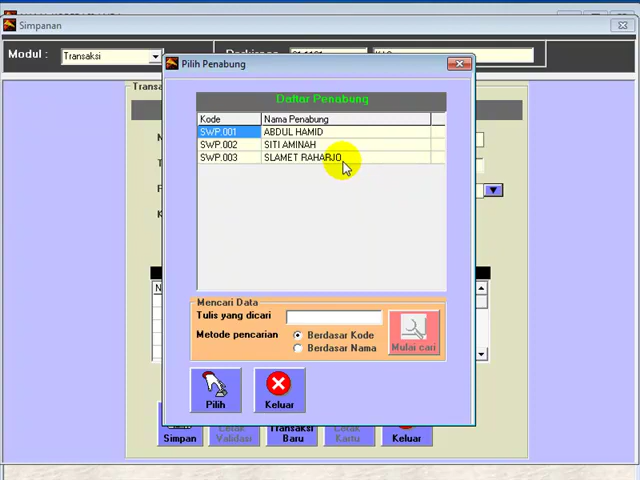 Simpanan
Modul :
Transaksi
Pilih Penabung
Daftar Penabung
Kode
Nama Penabung
SWP.001
ABDUL HAMID
SWP.002
SITI AMINAH
SWP.003
SLAMET RAHARJO
Mencari Data
Tulis yang dicari
Metode pencarian
Berdasar Kode
Berdasar Nama
Mulai cari
Pilih
Keluar
Simpan
Cetak Validasi
Transaksi Baru
Cetak Kartu
Keluar